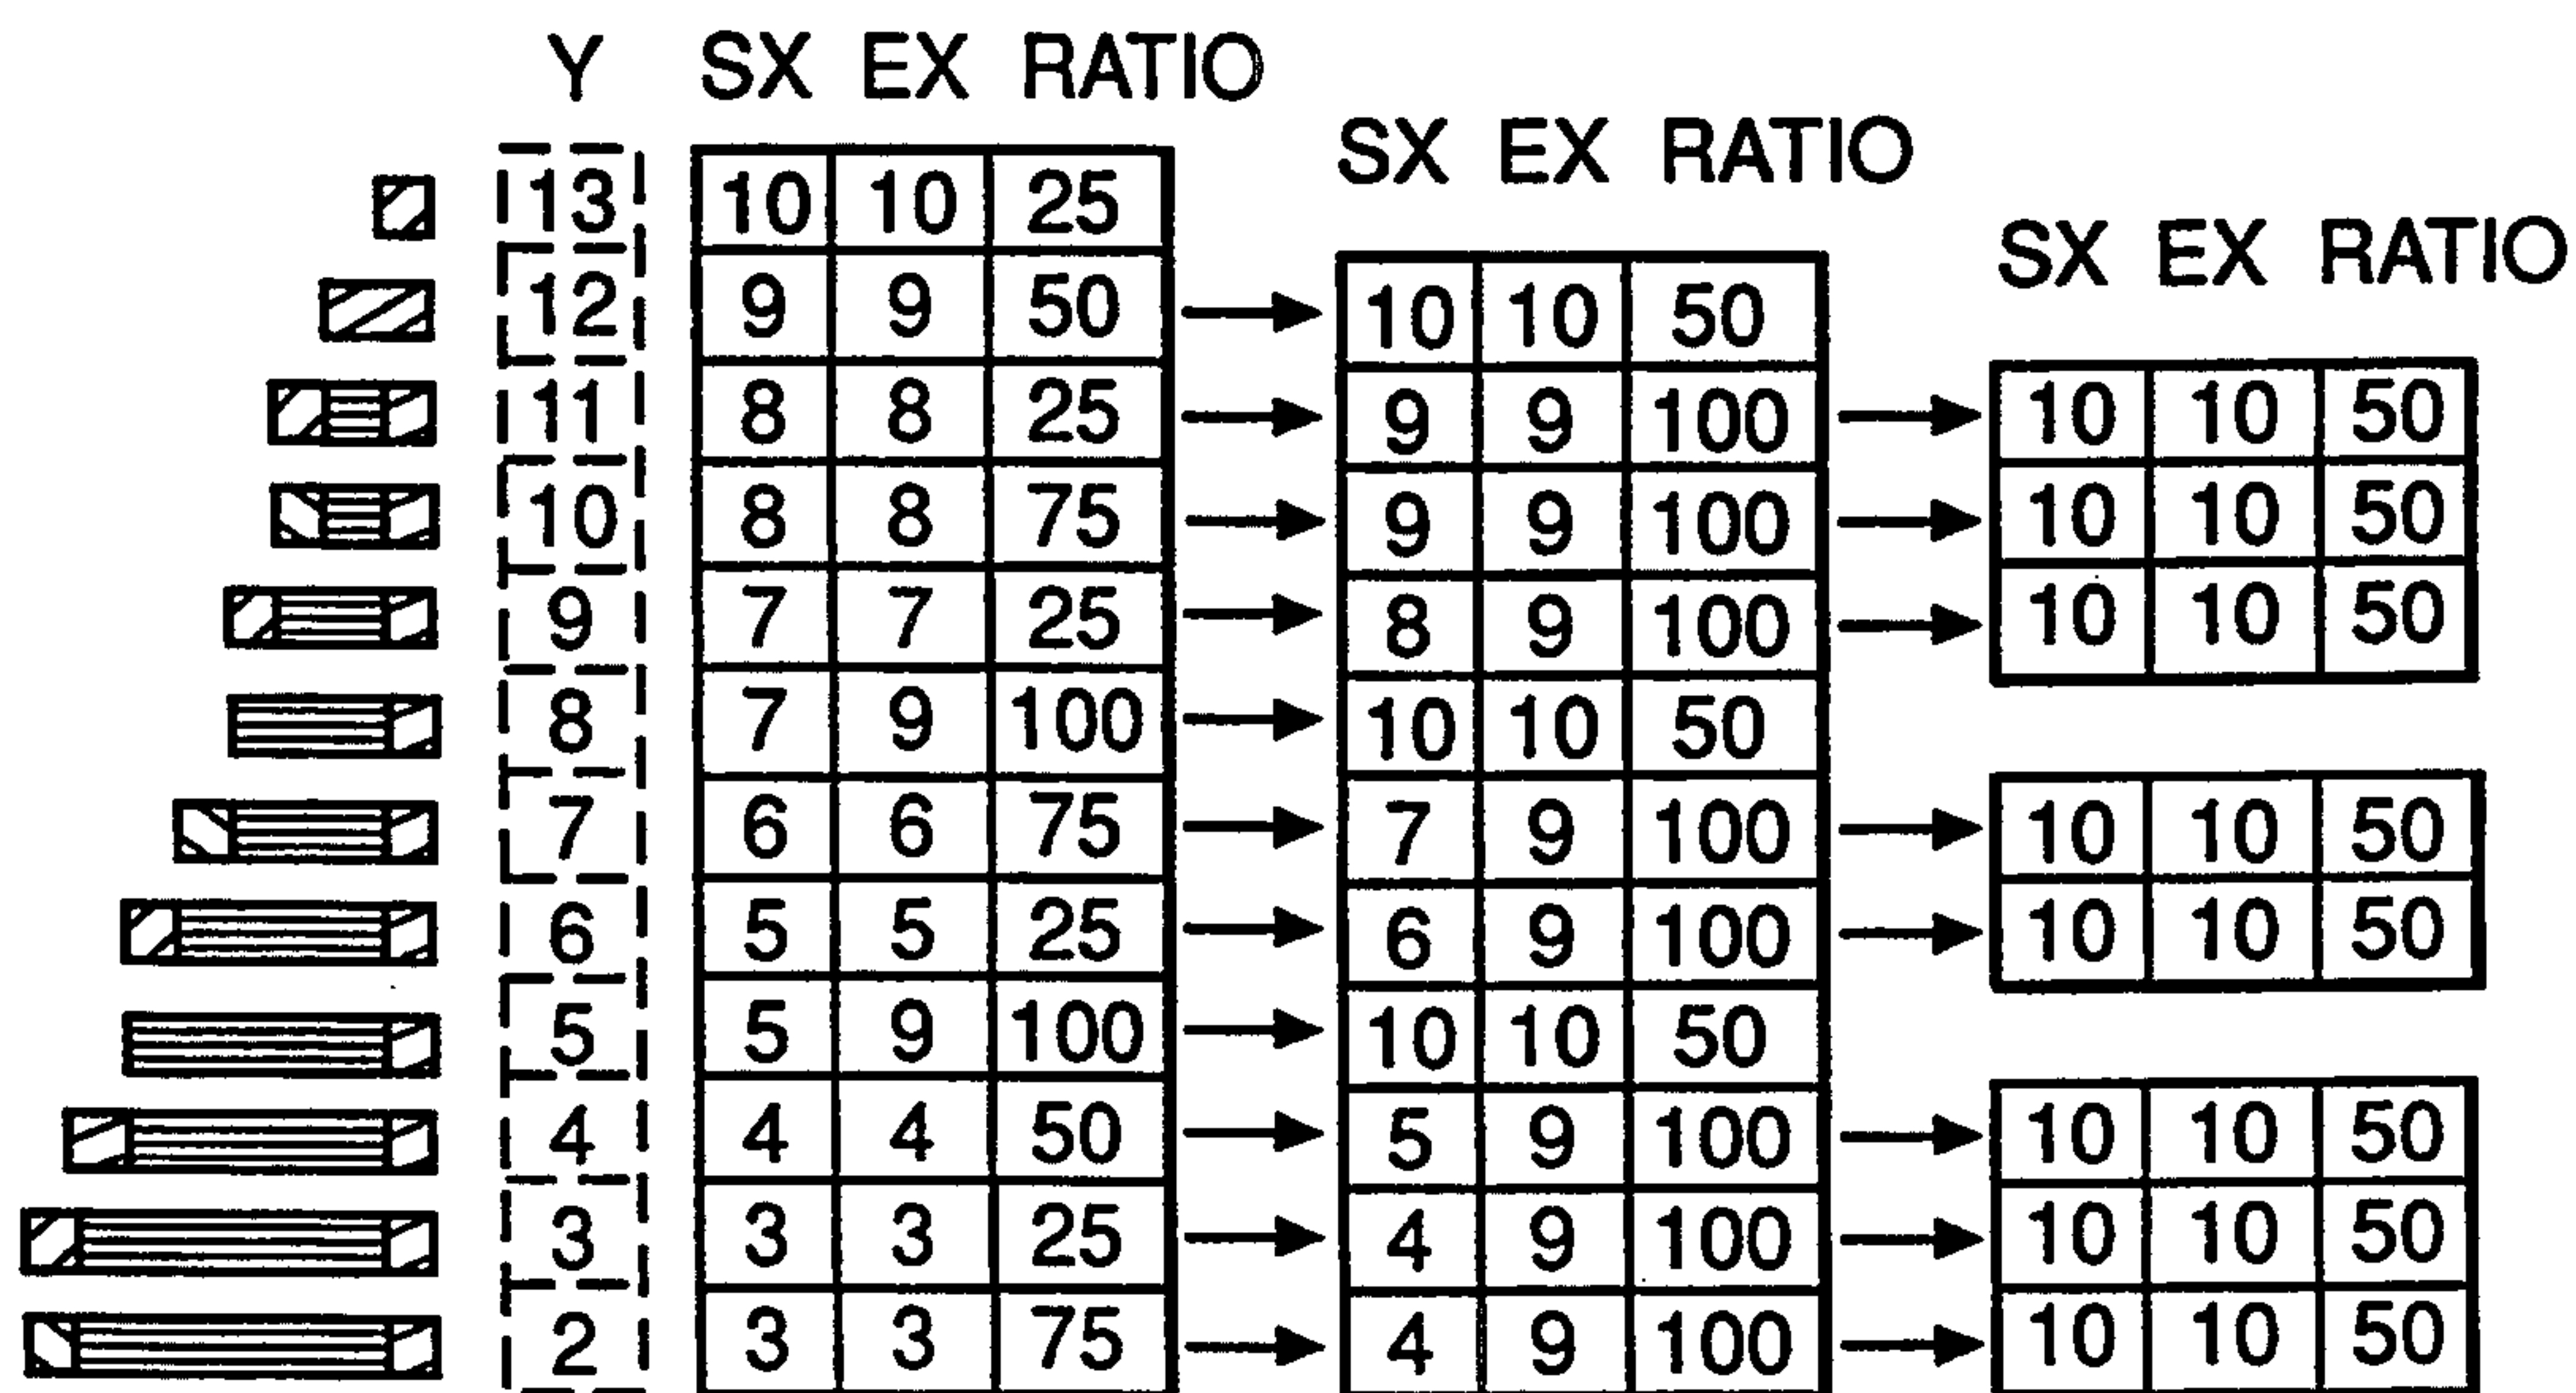 Y SX EX RATIO
SX EX RATIO
SX EX RATIO
13 10 10 25
12 9 9 50 10 10 50
11 8 8 25 9 9 100 10 10 50
10 8 8 75 9 9 100 10 10 50
9 7 7 25 8 9 100 10 10 50
8 7 9 100 10 10 50
7 6 6 75 7 9 100 10 10 50
6 5 5 25 6 9 100 10 10 50
5 5 9 100 10 10 50
4 4 4 50 5 9 100 10 10 50
3 3 3 25 4 9 100 10 10 50
2 3 3 75 4 9 100 10 10 50